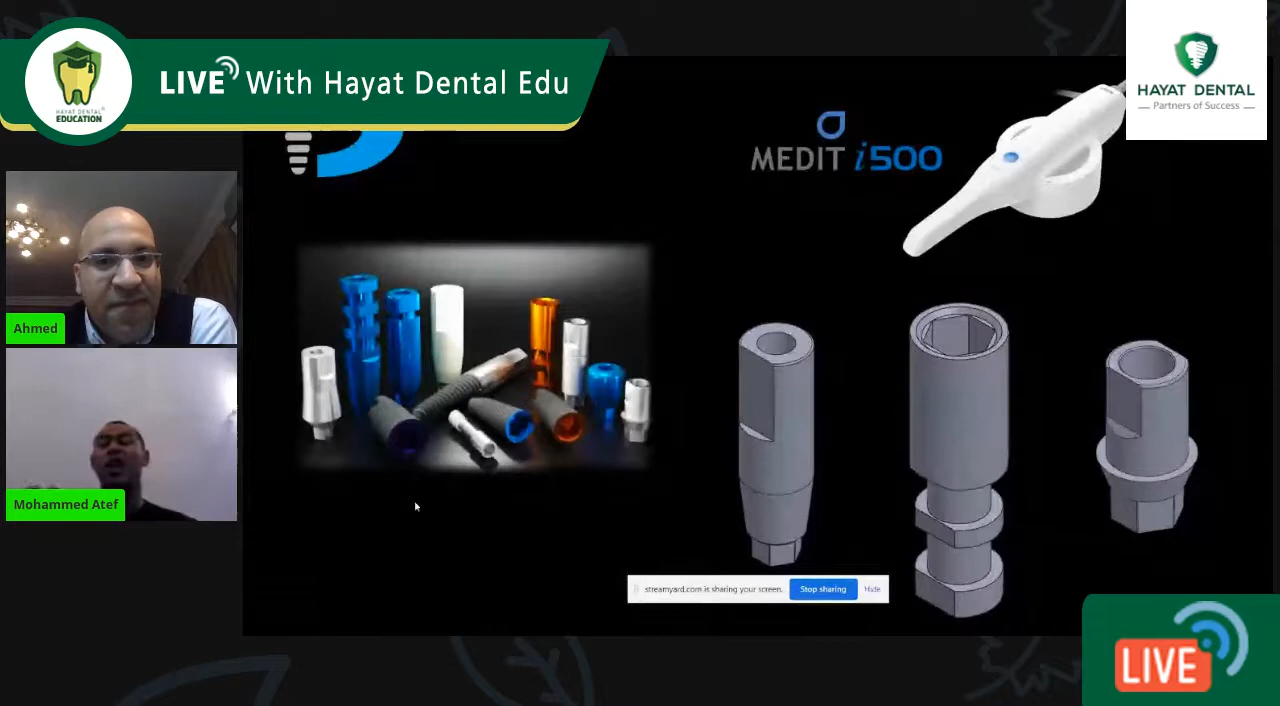 LIVE With Hayat Dental Edu
HAYAT DENTAL
EDUCATION
HAYAT DENTAL
Partners of Success
MEDIT i500
Ahmed
Mohammed Atef
streamyard.com is sharing your screen.
Stop sharing
Hide
LIVE